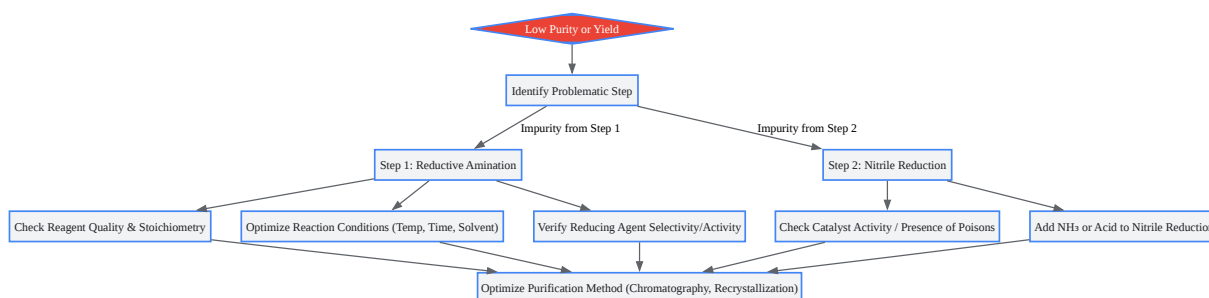 Low Purity or Yield
Identify Problematic Step
Impurity from Step 1
Impurity from Step 2
Step 1: Reductive Amination
Step 2: Nitrile Reduction
Check Reagent Quality & Stoichiometry
Optimize Reaction Conditions (Temp, Time, Solvent)
Verify Reducing Agent Selectivity/Activity
Check Catalyst Activity / Presence of Poisons
Add NH₃ or Acid to Nitrile Reduction
Optimize Purification Method (Chromatography, Recrystallization)